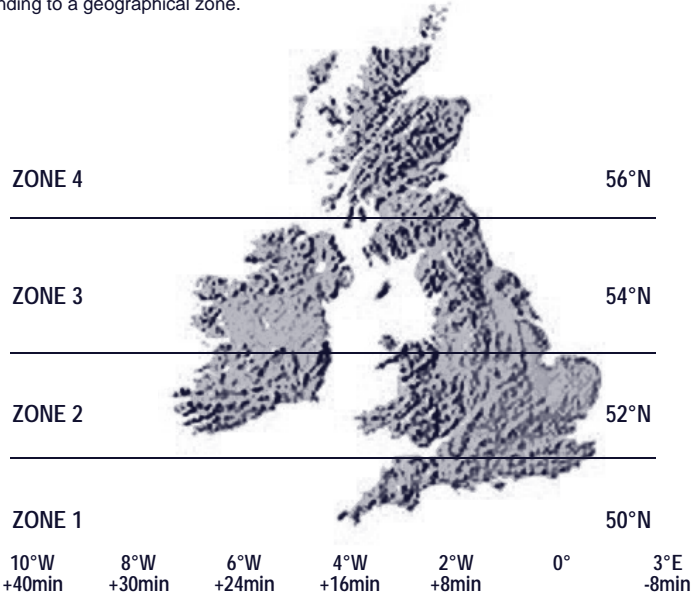 to a geographical zone.
ZONE 4 56°N
ZONE 3 54°N
ZONE 2 52°N
ZONE 1 50°N
10°W 8°W 6°W 4°W 2°W 0° 3°E
+40min +30min +24min +16min +8min -8min